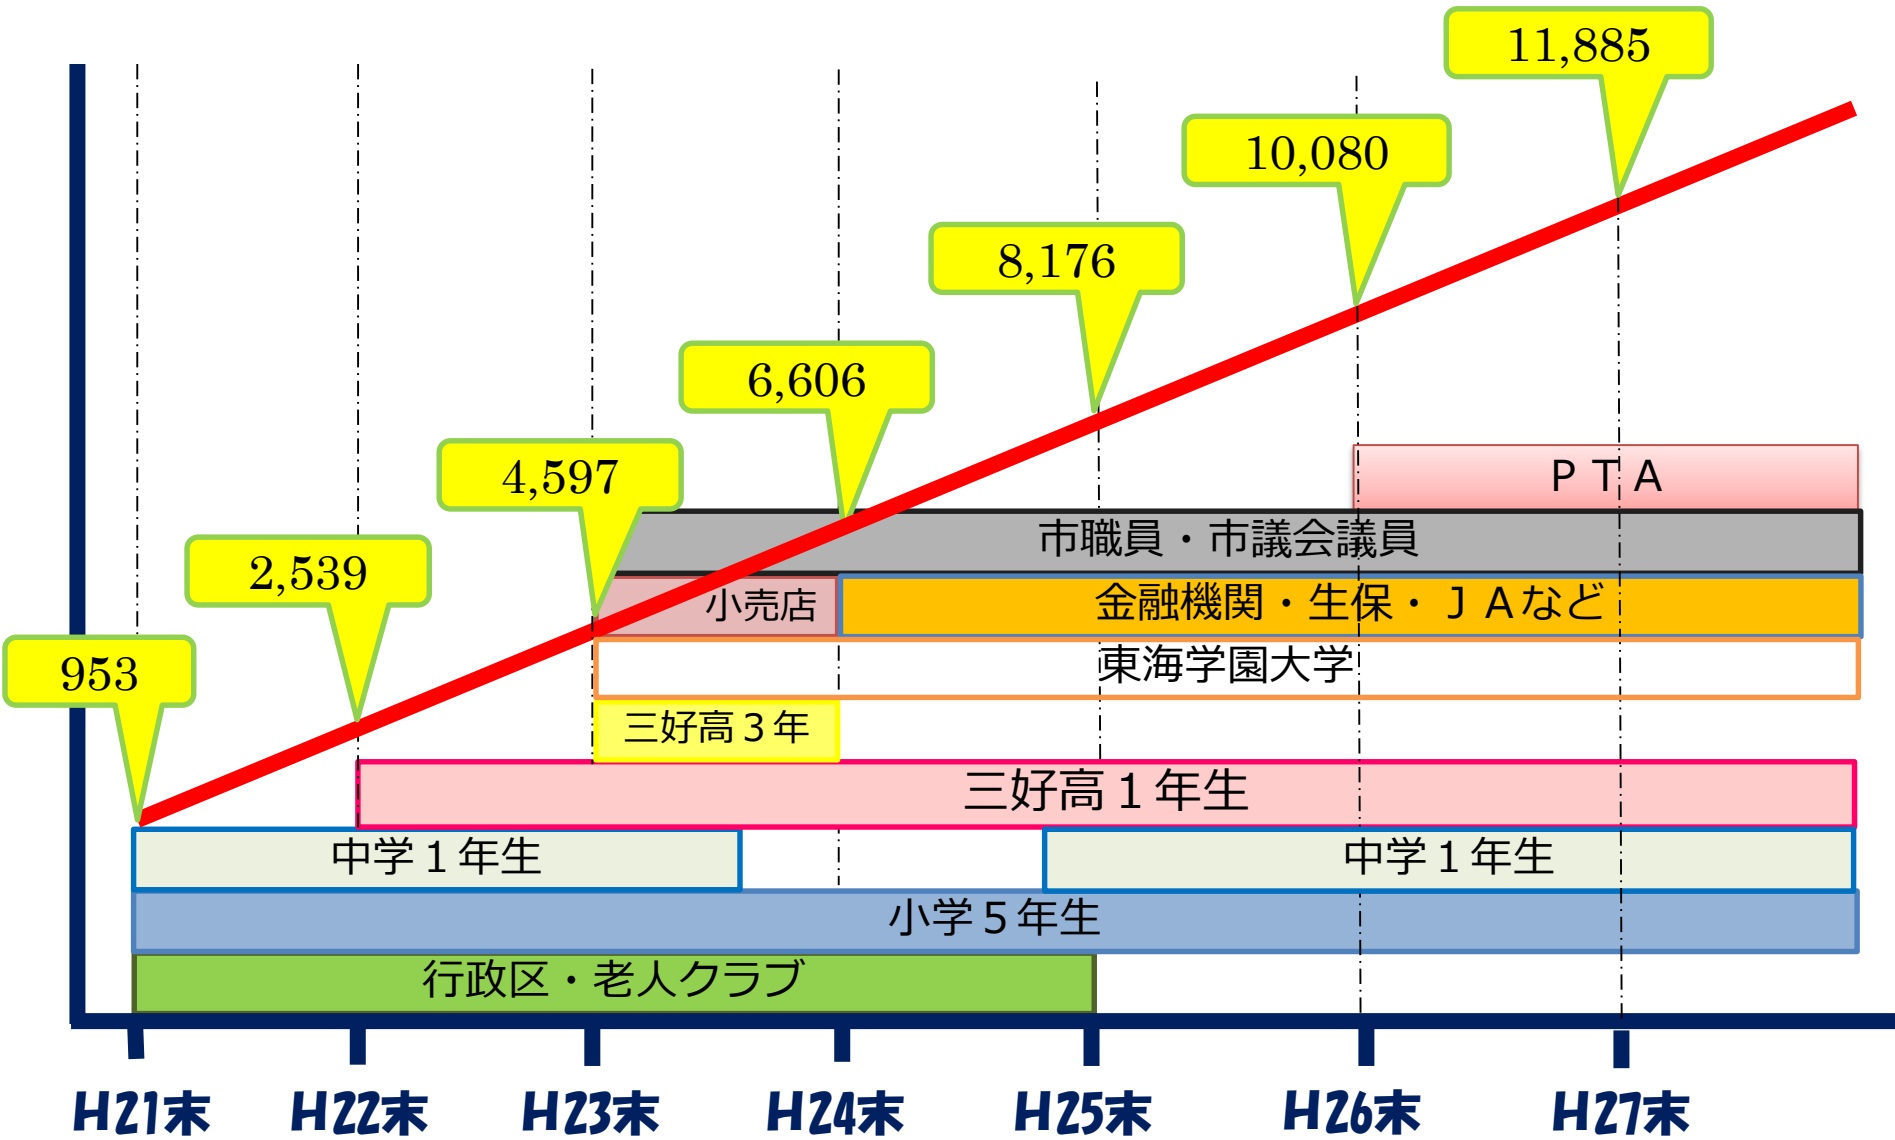 11,885
10,080
8,176
6,606
4,597
2,539
953
ＰＴＡ
市職員・市議会議員
小売店
金融機関・生保・ＪＡなど
東海学園大学
三好高３年
三好高１年生
中学１年生
中学１年生
小学５年生
行政区・老人クラブ
H21末 H22末 H23末 H24末 H25末 H26末 H27末